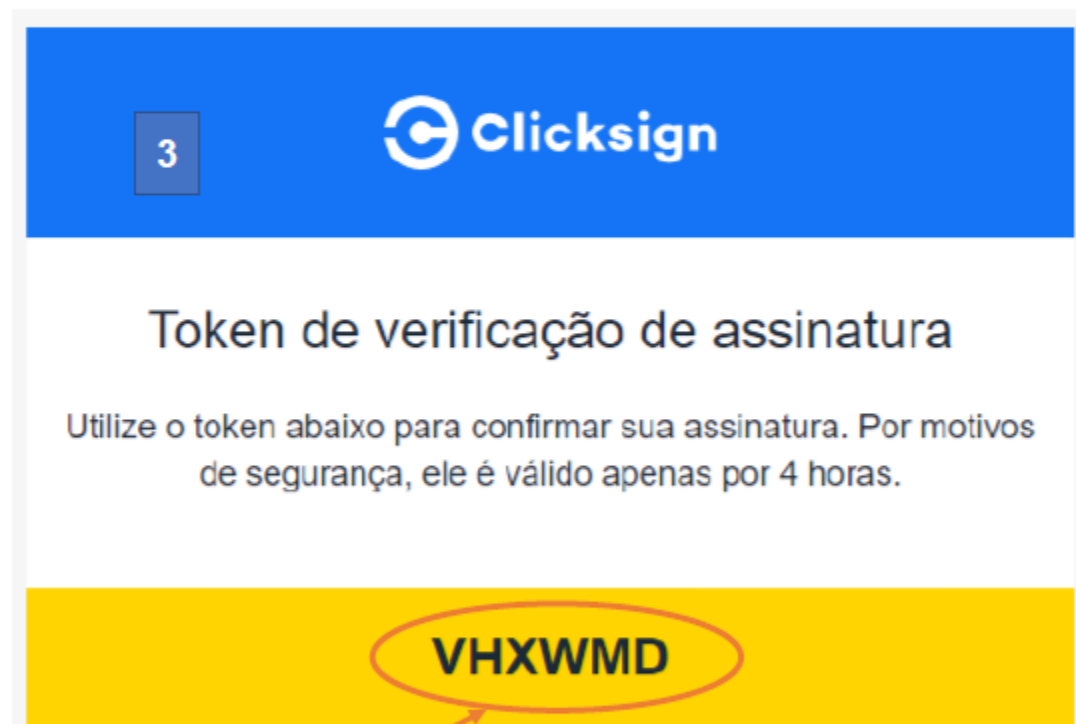 3
Clicksign
Token de verificação de assinatura
Utilize o token abaixo para confirmar sua assinatura. Por motivos
de segurança, ele é válido apenas por 4 horas.
VHXWMD